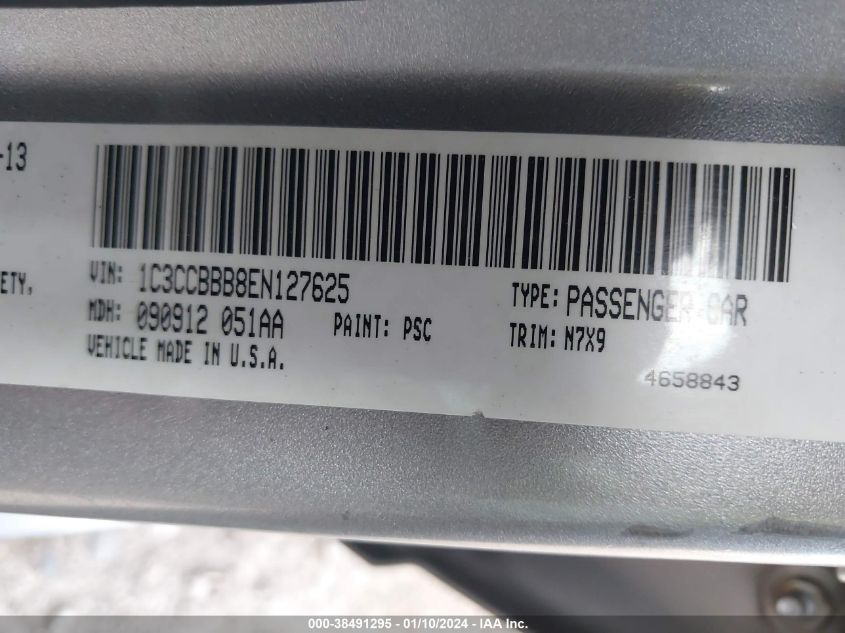 -13
ETY,
VIN: 1C3CCBBB8EN127625
TYPE: PASSENGER CAR
MDH: 090912 051AA
PAINT: PSC
TRIM: N7X9
VEHICLE MADE IN U.S.A.
4658843
000-38491295 - 01/10/2024 - IAA Inc.